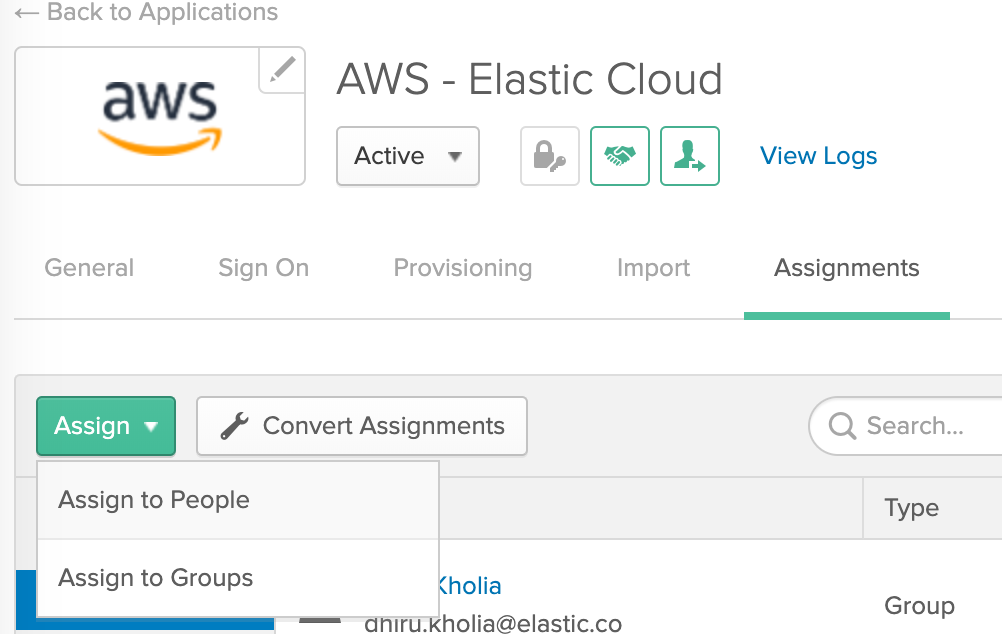 ← Back to Applications
aws
AWS - Elastic Cloud
Active
View Logs
General Sign On Provisioning Import Assignments
Assign Convert Assignments Search...
Assign to People
Type
Assign to Groups
Kholia
Group
dhiru.kholia@elastic.co